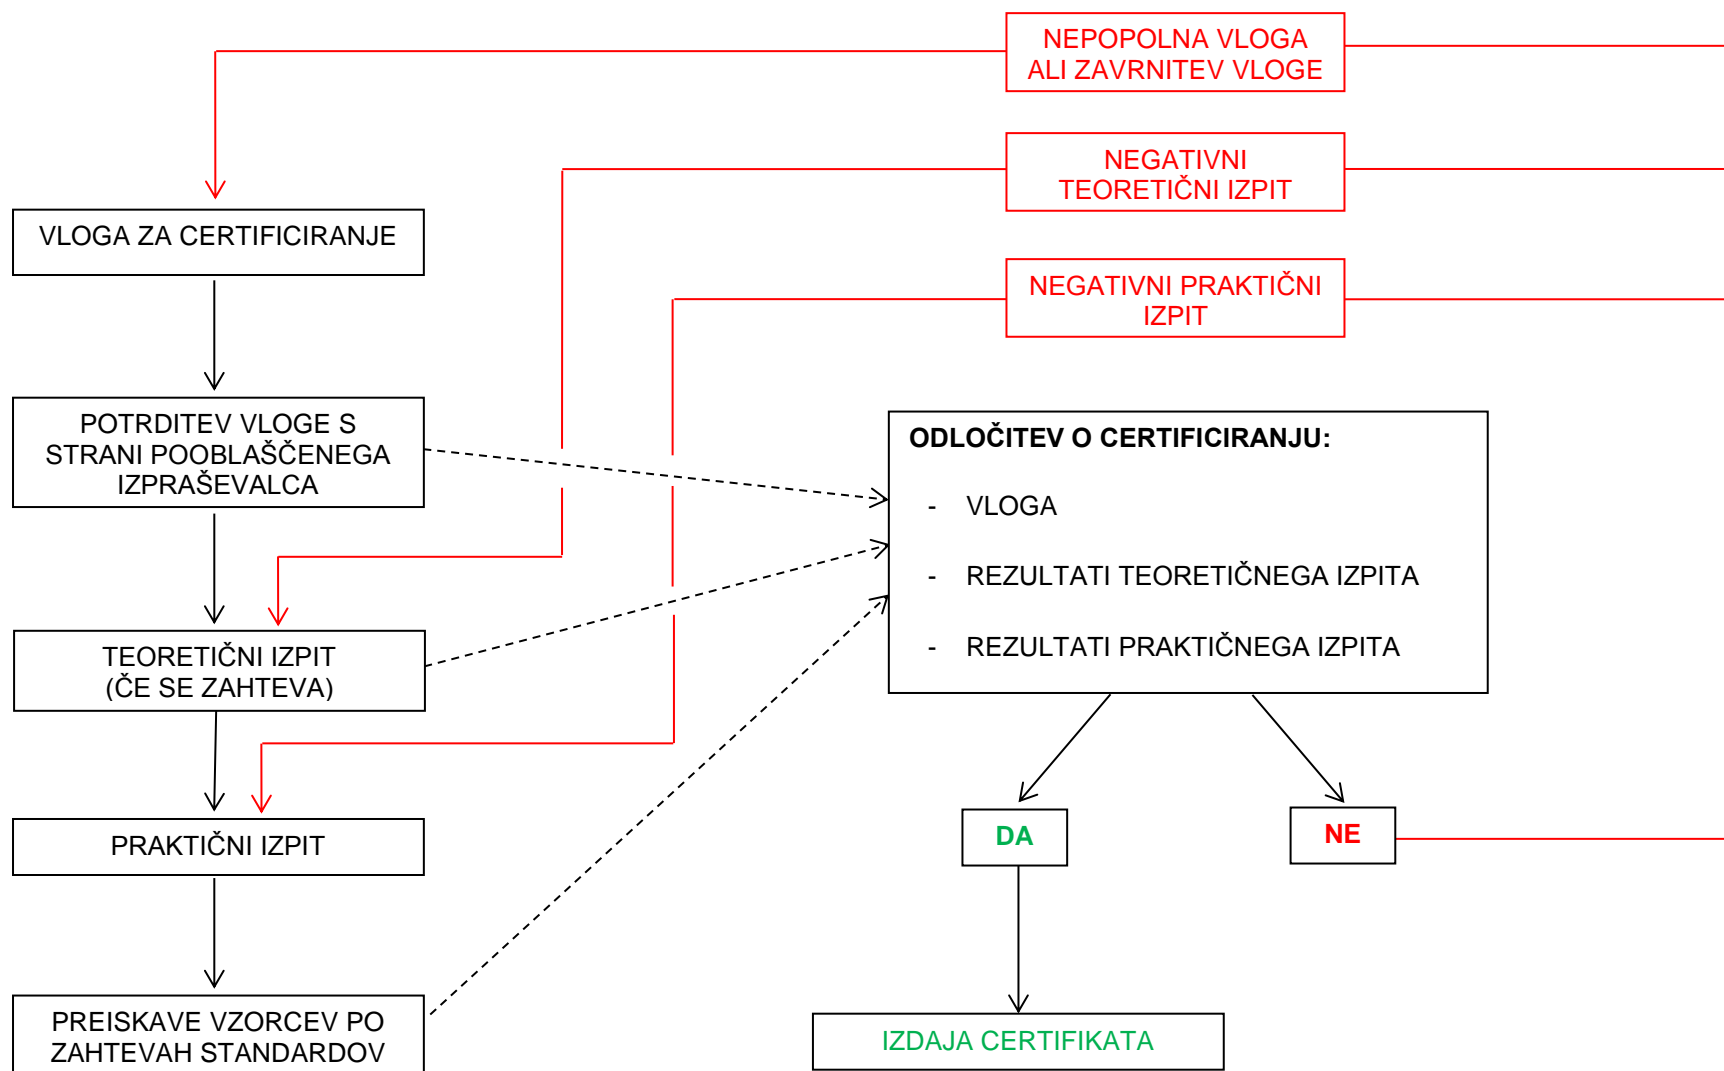 NEPOPOLNA VLOGA
ALI ZAVRNITEV VLOGE
NEGATIVNI
TEORETIČNI IZPIT
VLOGA ZA CERTIFICIRANJE
NEGATIVNI PRAKTIČNI
IZPIT
POTRDITEV VLOGE S
STRANI POOBLAŠČENEGA
IZPRAŠEVALCA
ODLOČITEV O CERTIFICIRANJU:
- VLOGA
- REZULTATI TEORETIČNEGA IZPITA
- REZULTATI PRAKTIČNEGA IZPITA
TEORETIČNI IZPIT
(ČE SE ZAHTEVA)
PRAKTIČNI IZPIT
DA
NE
PREISKAVE VZORCEV PO
ZAHTEVAH STANDARDOV
IZDAJA CERTIFIKATA